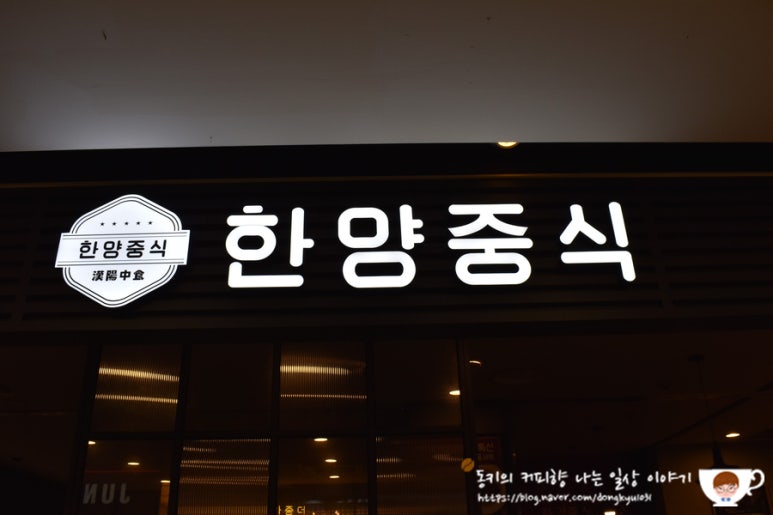 한양중식
한양중식
漢陽中食
동키의 커피향 나는 일상 이야기
https://blog.naver.com/dongkyu1031
JUN